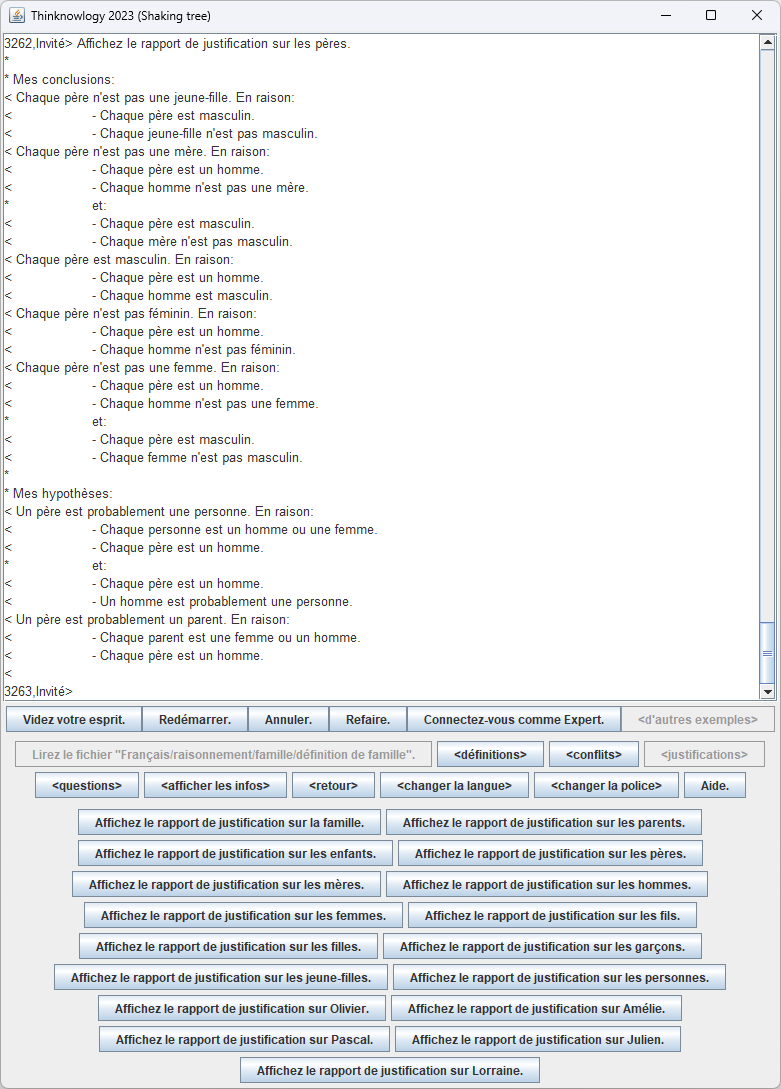 Thinknowlogy 2023 (Shaking tree)
3262,Invité> Affichez le rapport de justification sur les pères.
*
* Mes conclusions:
< Chaque père n'est pas une jeune-fille. En raison:
< - Chaque père est masculin.
< - Chaque jeune-fille n'est pas masculin.
< Chaque père n'est pas une mère. En raison:
< - Chaque père est un homme.
< - Chaque homme n'est pas une mère.
* et:
< - Chaque père est masculin.
< - Chaque mère n'est pas masculin.
< Chaque père est masculin. En raison:
< - Chaque père est un homme.
< - Chaque homme est masculin.
< Chaque père n'est pas féminin. En raison:
< - Chaque père est un homme.
< - Chaque homme n'est pas féminin.
< Chaque père n'est pas une femme. En raison:
< - Chaque père est un homme.
< - Chaque homme n'est pas une femme.
* et:
< - Chaque père est masculin.
< - Chaque femme n'est pas masculin.
*
* Mes hypothèses:
< Un père est probablement une personne. En raison:
< - Chaque personne est un homme ou une femme.
< - Chaque père est un homme.
* et:
< - Chaque père est un homme.
< - Un homme est probablement une personne.
< Un père est probablement un parent. En raison:
< - Chaque parent est une femme ou un homme.
< - Chaque père est un homme.
<
3263,Invité>
Videz votre esprit. Redémarrer. Annuler. Refaire. Connectez-vous comme Expert. <d'autres exemples>
Lirez le fichier "Français/raisonnement/famille/définition de famille". <définitions> <conflits> <justifications>
<questions> <afficher les infos> <retour> <changer la langue> <changer la police> Aide.
Affichez le rapport de justification sur la famille. Affichez le rapport de justification sur les parents.
Affichez le rapport de justification sur les enfants. Affichez le rapport de justification sur les pères.
Affichez le rapport de justification sur les mères. Affichez le rapport de justification sur les hommes.
Affichez le rapport de justification sur les femmes. Affichez le rapport de justification sur les fils.
Affichez le rapport de justification sur les filles. Affichez le rapport de justification sur les garçons.
Affichez le rapport de justification sur les jeune-filles. Affichez le rapport de justification sur les personnes.
Affichez le rapport de justification sur Olivier. Affichez le rapport de justification sur Amélie.
Affichez le rapport de justification sur Pascal. Affichez le rapport de justification sur Julien.
Affichez le rapport de justification sur Lorraine.